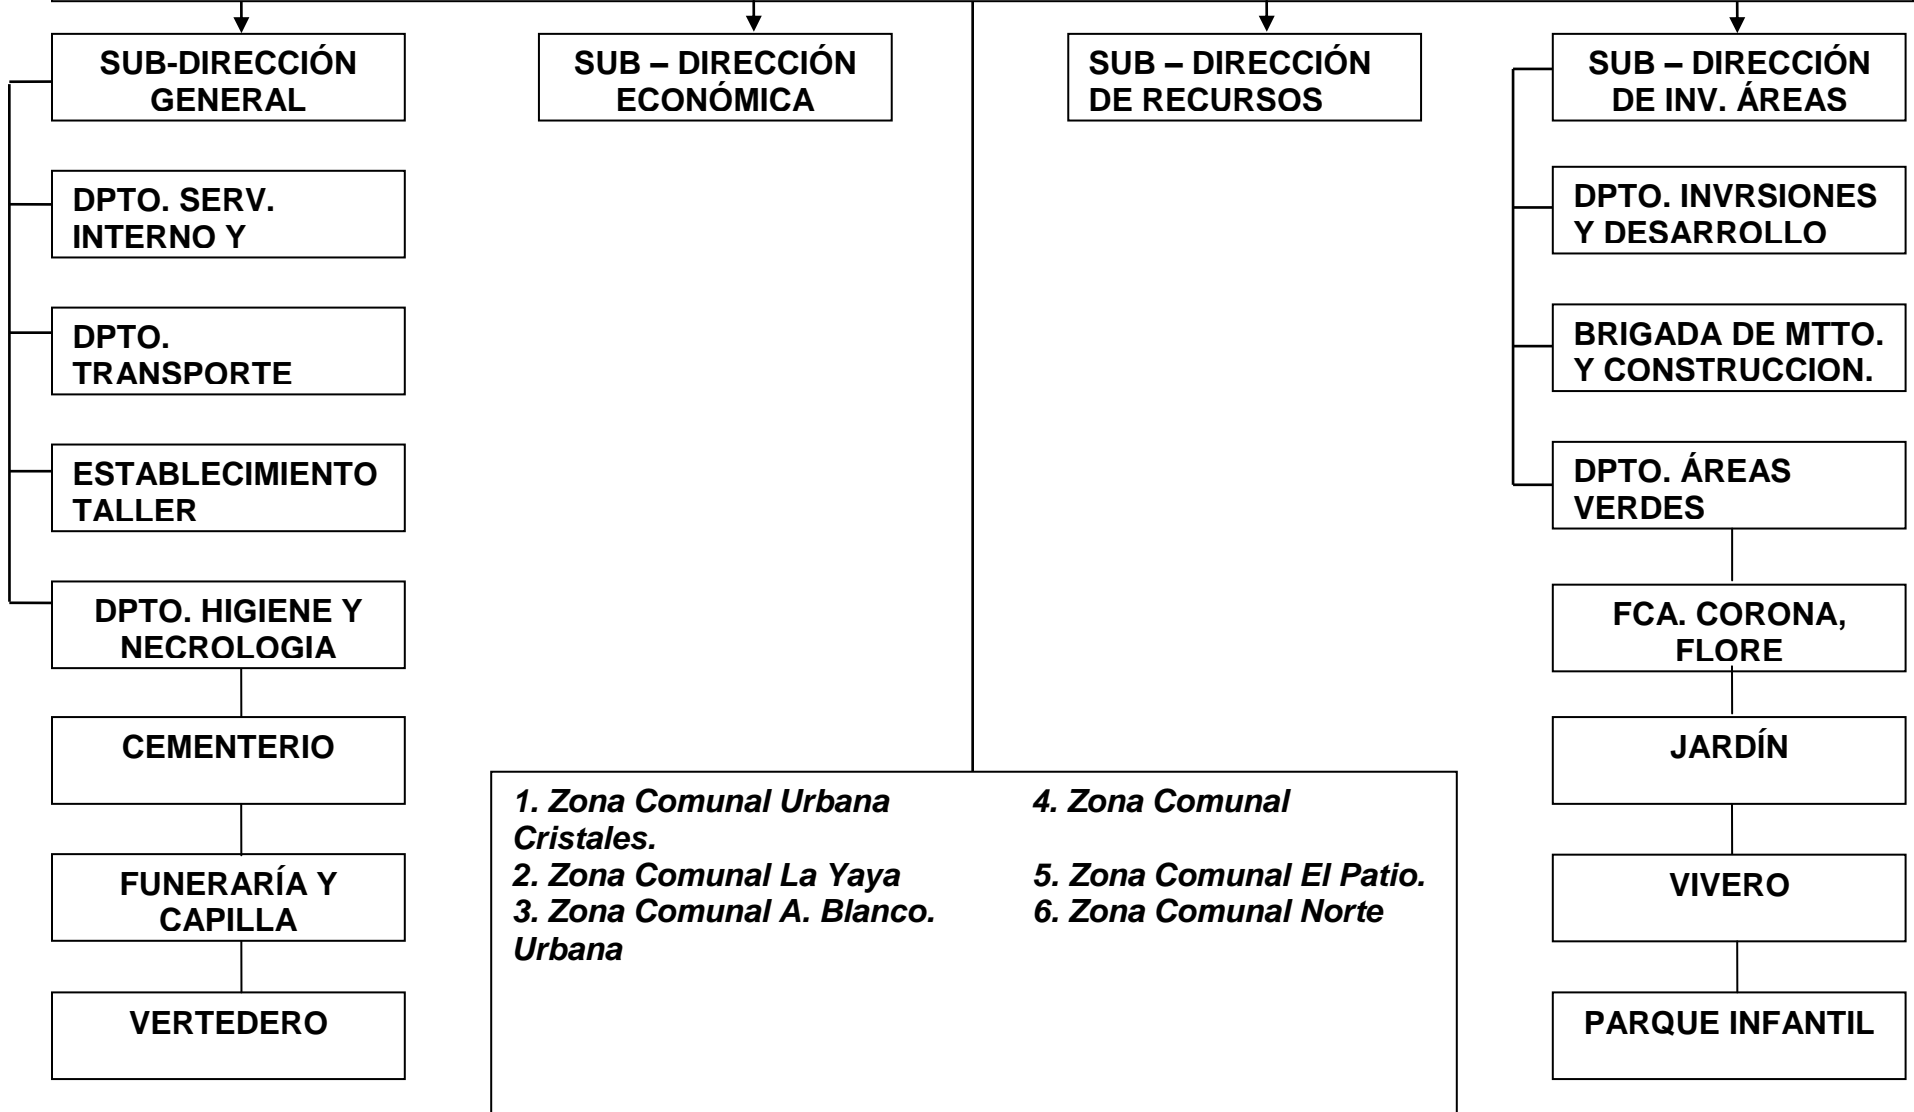 SUB-DIRECCIÓN
GENERAL
SUB – DIRECCIÓN
ECONÓMICA
SUB – DIRECCIÓN
DE RECURSOS
SUB – DIRECCIÓN
DE INV. ÁREAS
DPTO. SERV.
INTERNO Y
DPTO.
TRANSPORTE
ESTABLECIMIENTO
TALLER
DPTO. HIGIENE Y
NECROLOGIA
CEMENTERIO
FUNERARÍA Y
CAPILLA
VERTEDERO
1. Zona Comunal Urbana
Cristales.
2. Zona Comunal La Yaya
3. Zona Comunal A. Blanco.
Urbana
4. Zona Comunal
5. Zona Comunal El Patio.
6. Zona Comunal Norte
DPTO. INVRSIONES
Y DESARROLLO
BRIGADA DE MTTO.
Y CONSTRUCCION.
DPTO. ÁREAS
VERDES
FCA. CORONA,
FLORE
JARDÍN
VIVERO
PARQUE INFANTIL